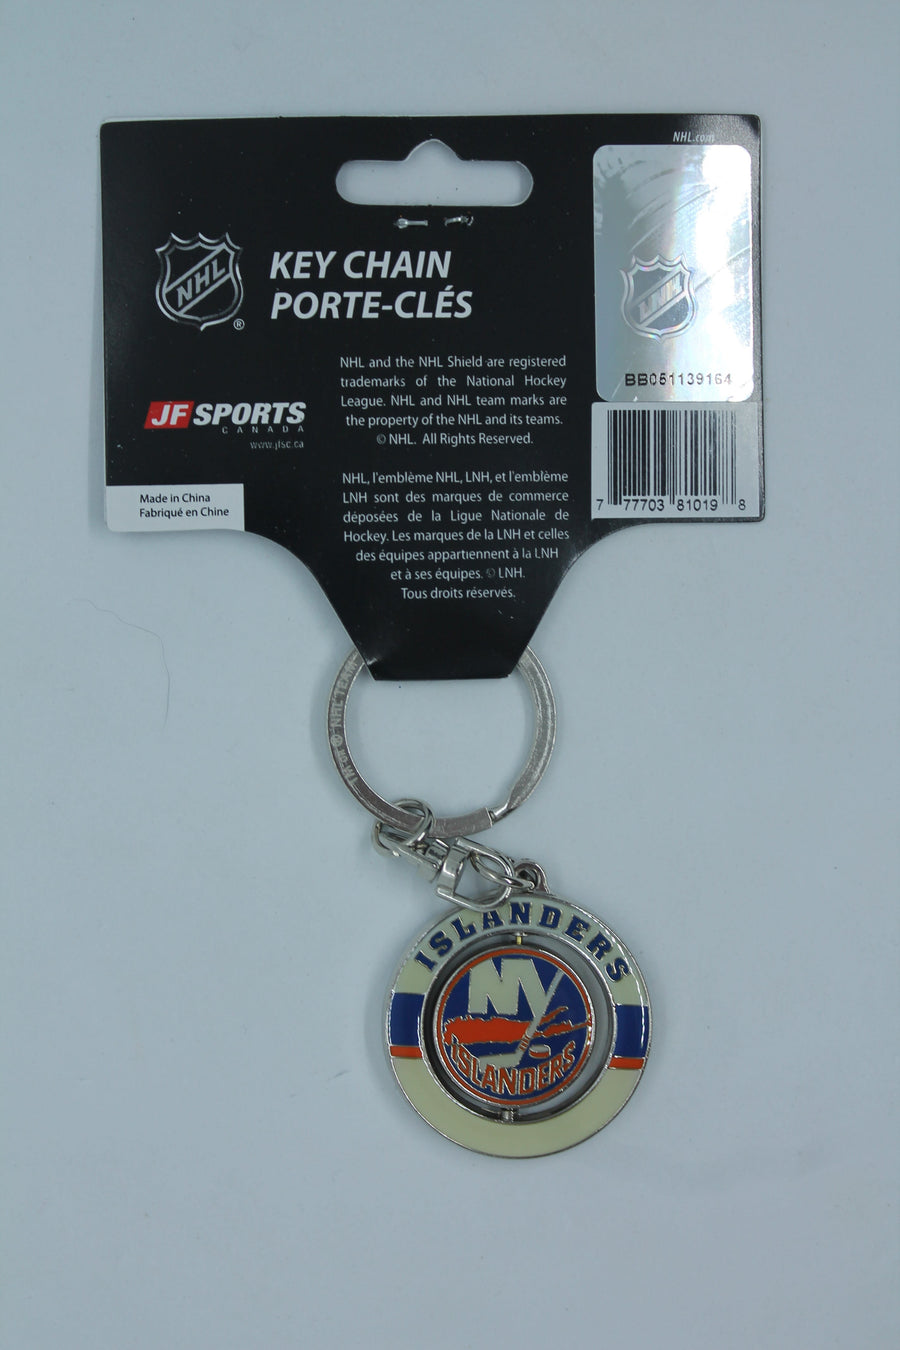 NHL.com
NHL
®
KEY CHAIN
PORTE-CLÉS
LNH
BB051139164
NHL and the NHL Shield are registered
trademarks of the National Hockey
League. NHL and NHL team marks are
the property of the NHL and its teams.
© NHL. All Rights Reserved.
JF SPORTS
CANADA
www.jfsc.ca
7 77703 81019 8
NHL, l'emblème NHL, LNH, et l'emblème
LNH sont des marques de commerce
déposées de la Ligue Nationale de
Hockey. Les marques de la LNH et celles
des équipes appartiennent à la LNH
et à ses équipes. © LNH.
Tous droits réservés.
Made in China
Fabriqué en Chine
TM or ® NHL TEAM
ISLANDERS
NY
ISLANDERS